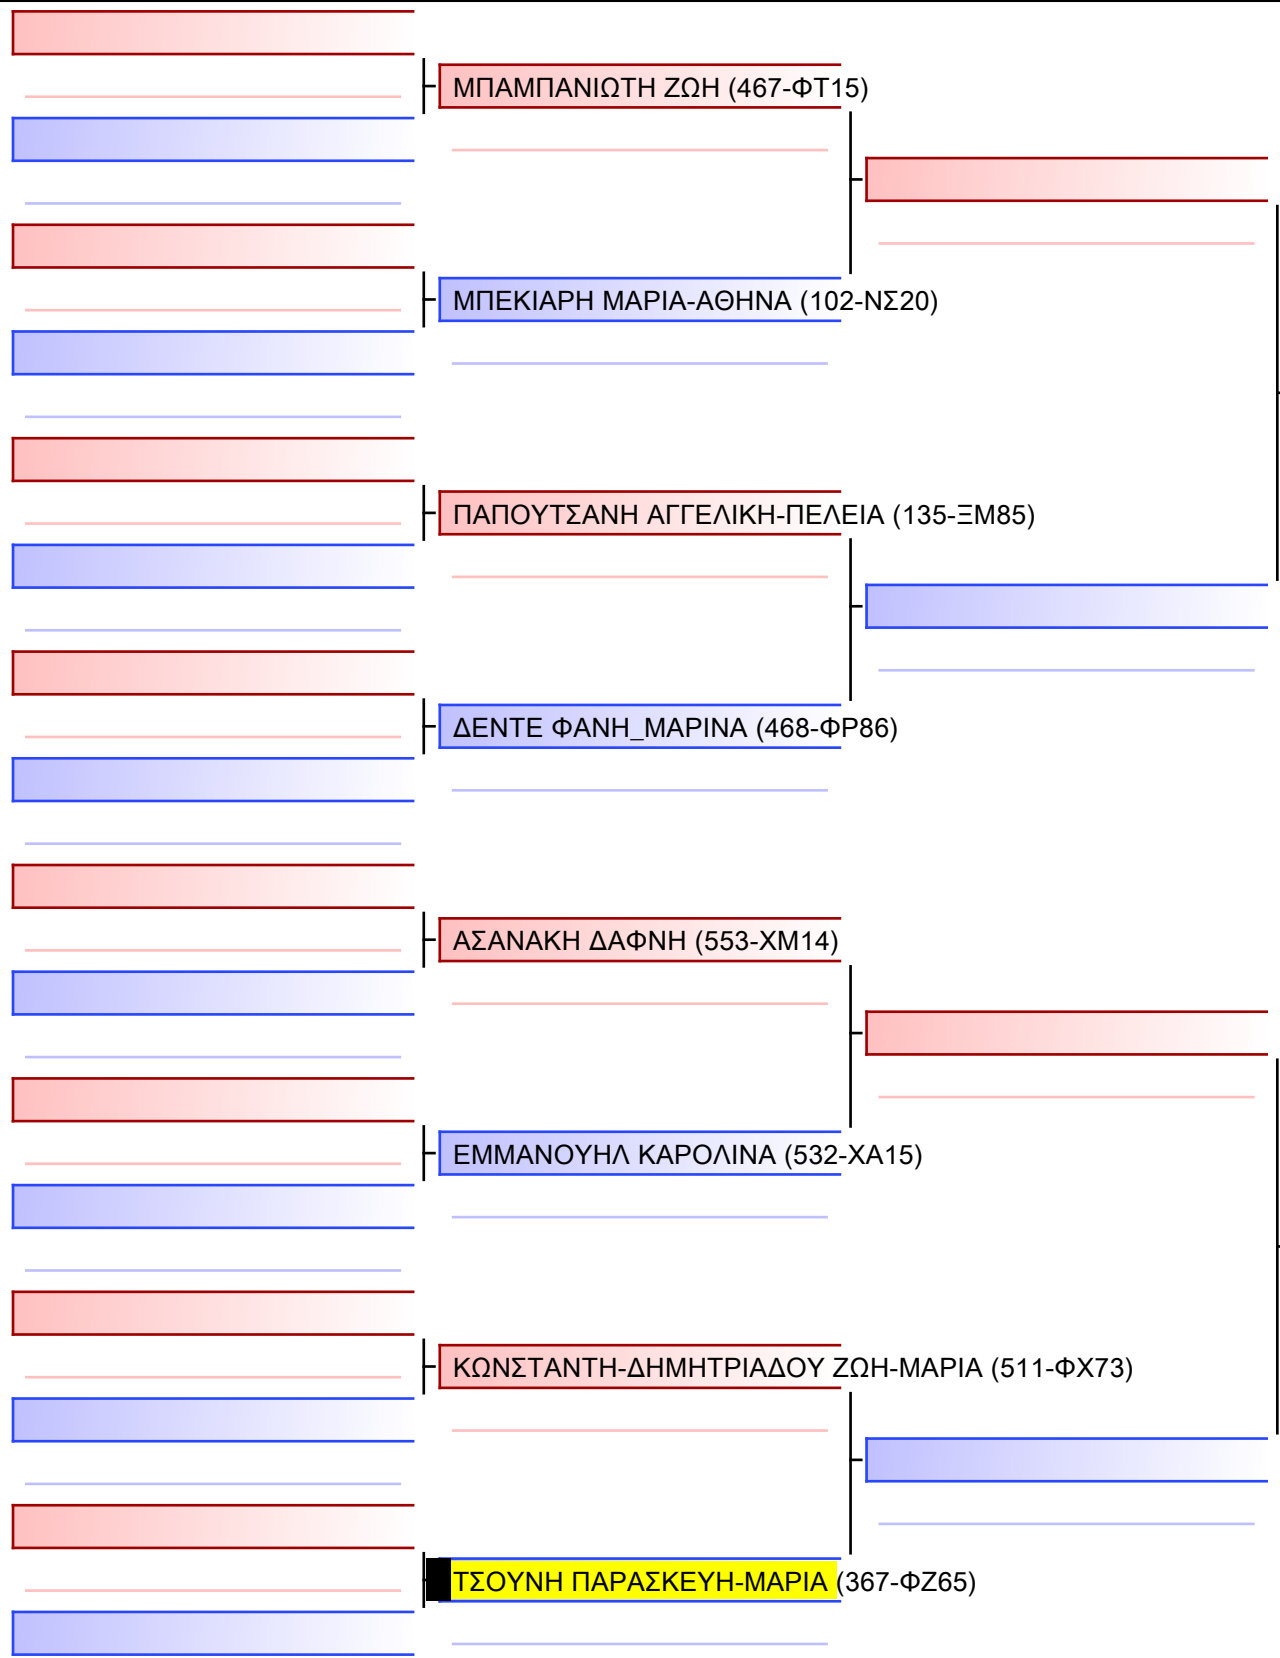 ΜΠΑΜΠΑΝΙΩΤΗ ΖΩΗ (467-ΦΤ15)
ΜΠΕΚΙΑΡΗ ΜΑΡΙΑ-ΑΘΗΝΑ (102-ΝΣ20)
ΠΑΠΟΥΤΣΑΝΗ ΑΓΓΕΛΙΚΗ-ΠΕΛΕΙΑ (135-ΞΜ85)
ΔΕΝΤΕ ΦΑΝΗ_ΜΑΡΙΝΑ (468-ΦΡ86)
ΑΣΑΝΑΚΗ ΔΑΦΝΗ (553-ΧΜ14)
ΕΜΜΑΝΟΥΗΛ ΚΑΡΟΛΙΝΑ (532-ΧΑ15)
ΚΩΝΣΤΑΝΤΗ-ΔΗΜΗΤΡΙΑΔΟΥ ΖΩΗ-ΜΑΡΙΑ (511-ΦΧ73)
ΤΣΟΥΝΗ ΠΑΡΑΣΚΕΥΗ-ΜΑΡΙΑ (367-ΦΖ65)